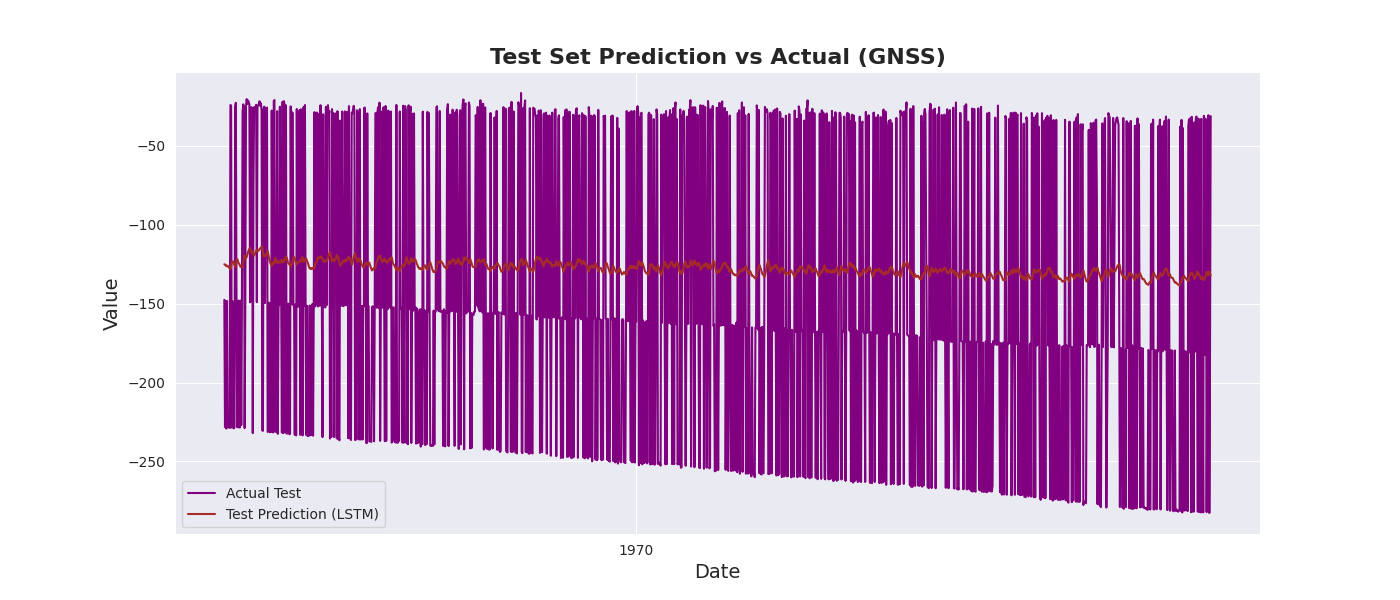 Test Set Prediction vs Actual (GNSS)
Value
−50
−100
−150
−200
−250
Actual Test
Test Prediction (LSTM)
1970
Date